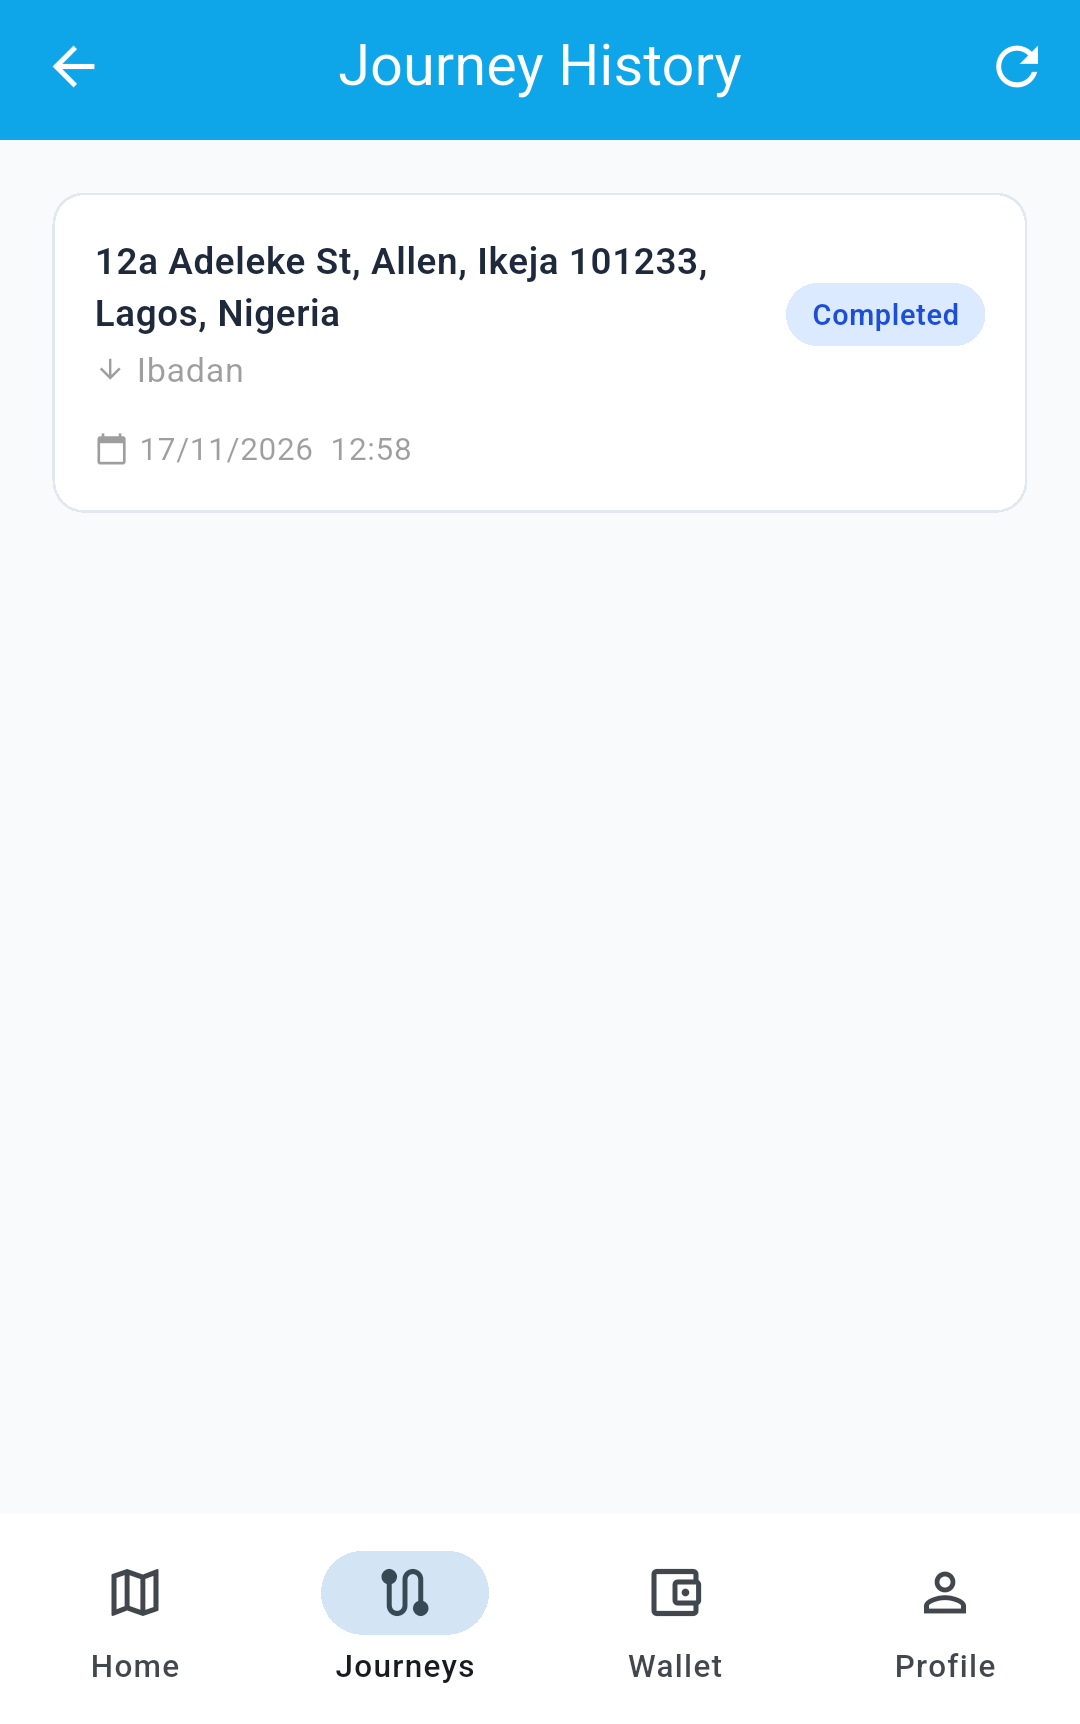 Journey History
12a Adeleke St, Allen, Ikeja 101233,
Lagos, Nigeria
Completed
Ibadan
17/11/2026 12:58
Home
Journeys
Wallet
Profile